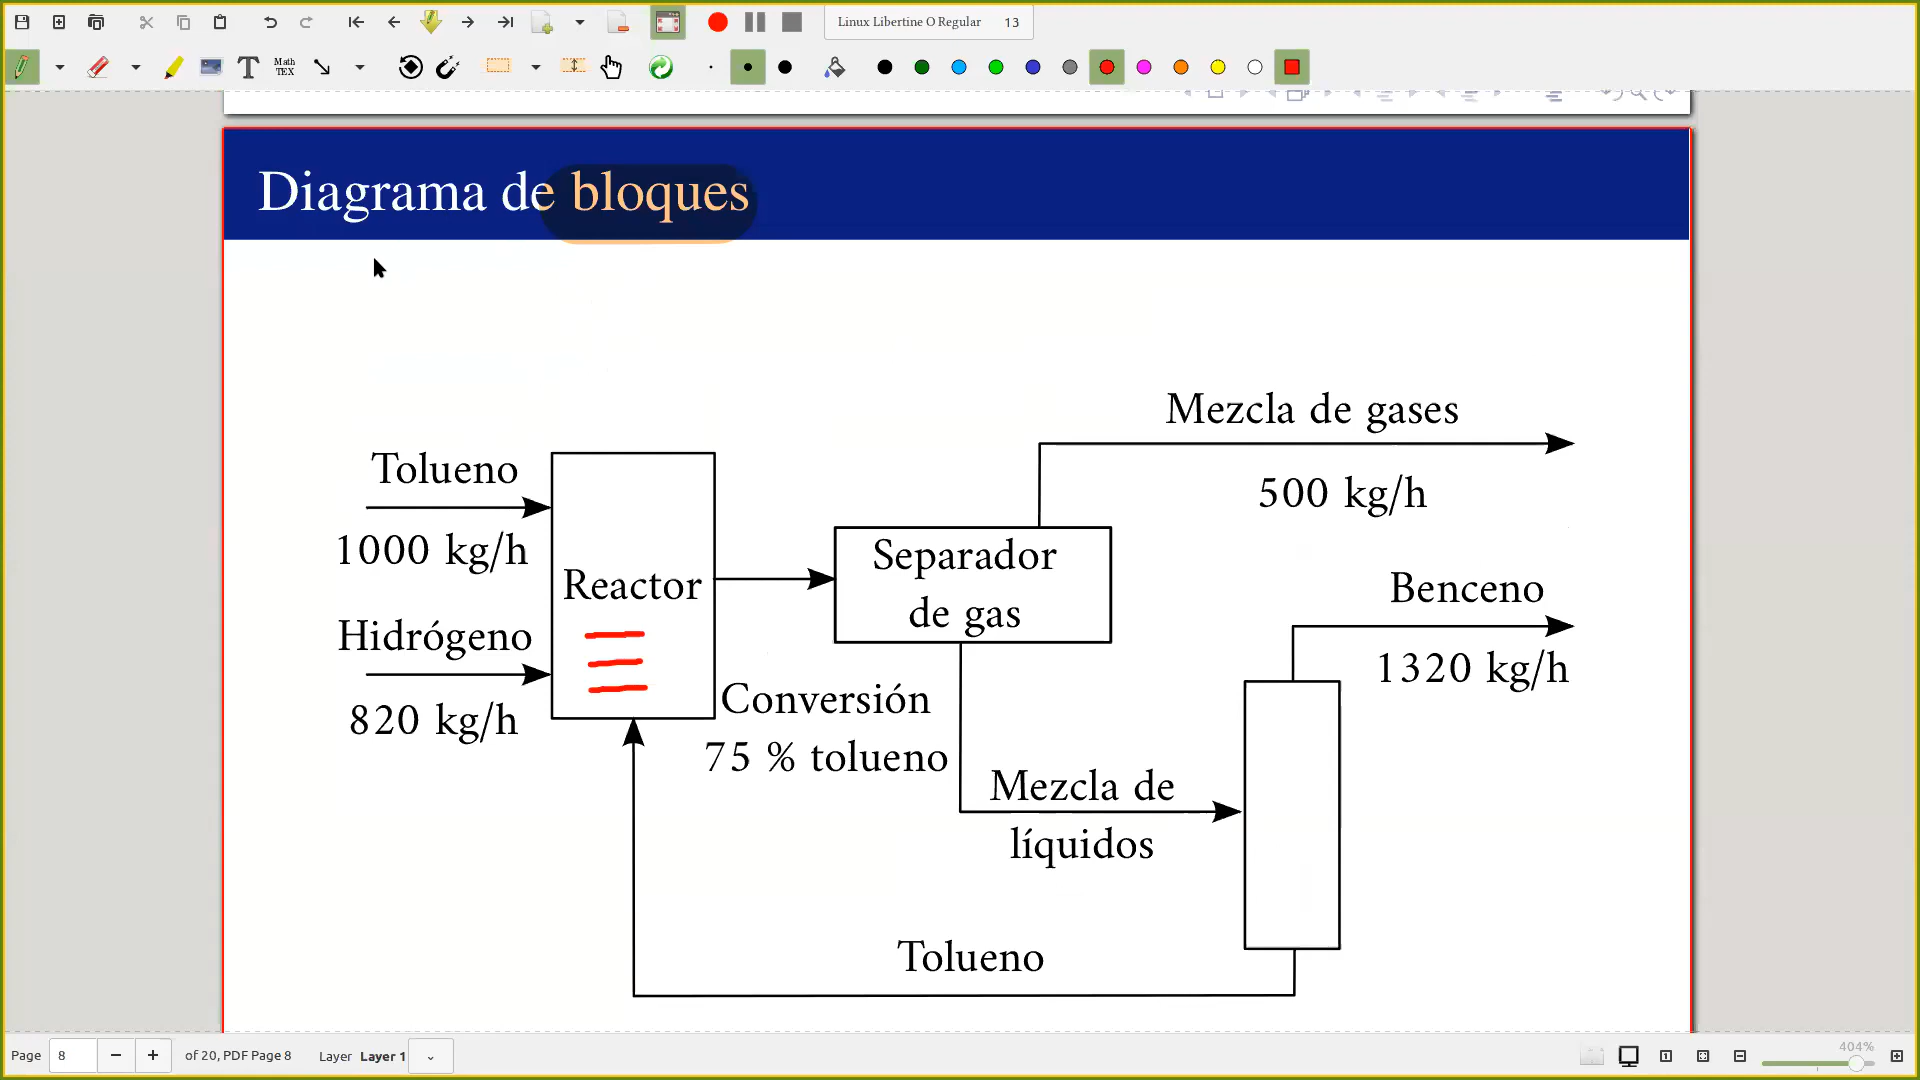 Linux Libertine O Regular 13
Math
TEX
Diagrama de bloques
Mezcla de gases
500 kg/h
Tolueno
1000 kg/h
Reactor
Separador
de gas
Benceno
1320 kg/h
Hidrógeno
820 kg/h
Conversión
75 % tolueno
Mezcla de
líquidos
Tolueno
Page 8 of 20, PDF Page 8 Layer Layer 1
404%